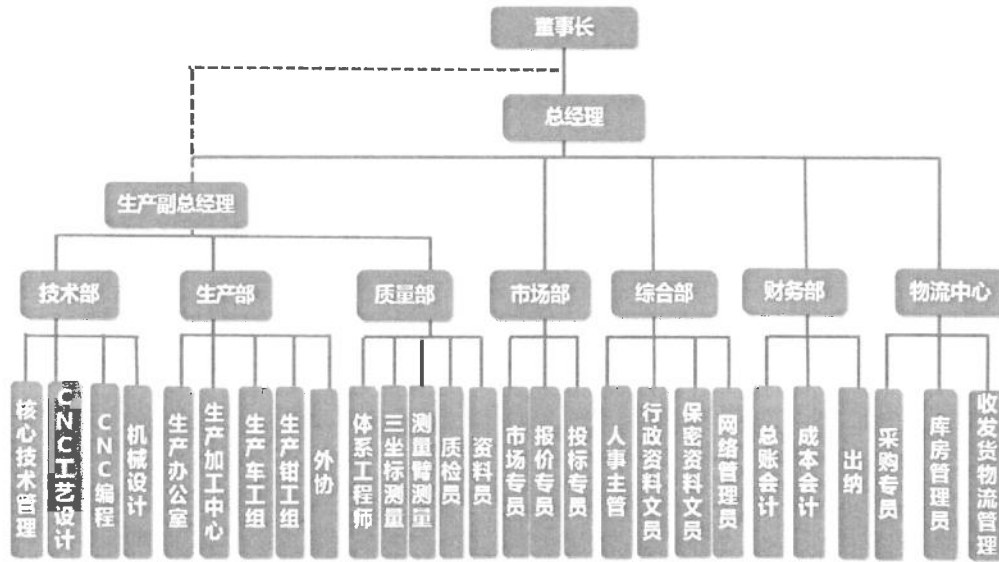 董事长
总经理
生产副总经理
技术部
生产部
质量部
市场部
综合部
财务部
物流中心
核心技术管理
CNC工艺设计
CNC编程
机械设计
生产办公室
生产加工中心
生产车工组
生产钳工组
外协
体系工程师
三坐标测量
测量臂测量
质检员
资料员
市场专员
报价专员
投标专员
人事主管
行政资料文员
保密资料文员
网络管理员
总账会计
成本会计
出纳
采购专员
库房管理员
收发货物流管理